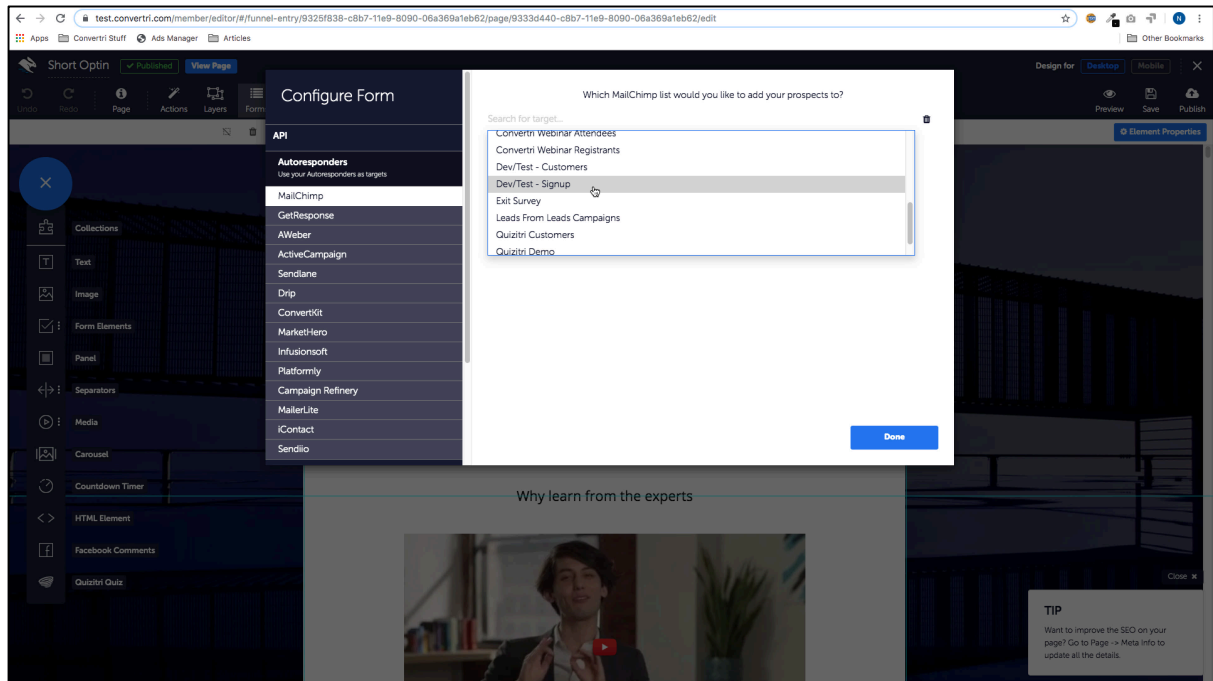 test.convertri.com/member/editor/#/funnel-entry/9325f838-c8b7-11e9-8090-06a369a1eb62/page/9333d440-c8b7-11e9-8090-06a369a1eb62/edit
N
Apps
Convertri Stuff
Ads Manager
Articles
Other Bookmarks
Short Optin
Published
View Page
Design for
Desktop
Mobile
Undo
Redo
Page
Actions
Layers
Form
Preview
Save
Publish
Element Properties
Configure Form
API
Autoresponders
Use your Autoresponders as targets
MailChimp
GetResponse
AWeber
ActiveCampaign
Sendlane
Drip
ConvertKit
MarketHero
Infusionsoft
Platformly
Campaign Refinery
MailerLite
iContact
Sendiio
Which MailChimp list would you like to add your prospects to?
Search for target...
Convertri Webinar Attendees
Convertri Webinar Registrants
Dev/Test - Customers
Dev/Test - Signup
Exit Survey
Leads From Leads Campaigns
Quizitri Customers
Quizitri Demo
Done
Collections
Text
Image
Form Elements
Panel
Separators
Media
Carousel
Countdown Timer
HTML Element
Facebook Comments
Quizitri Quiz
Why learn from the experts
Close ×
TIP
Want to improve the SEO on your
page? Go to Page -> Meta Info to
update all the details.